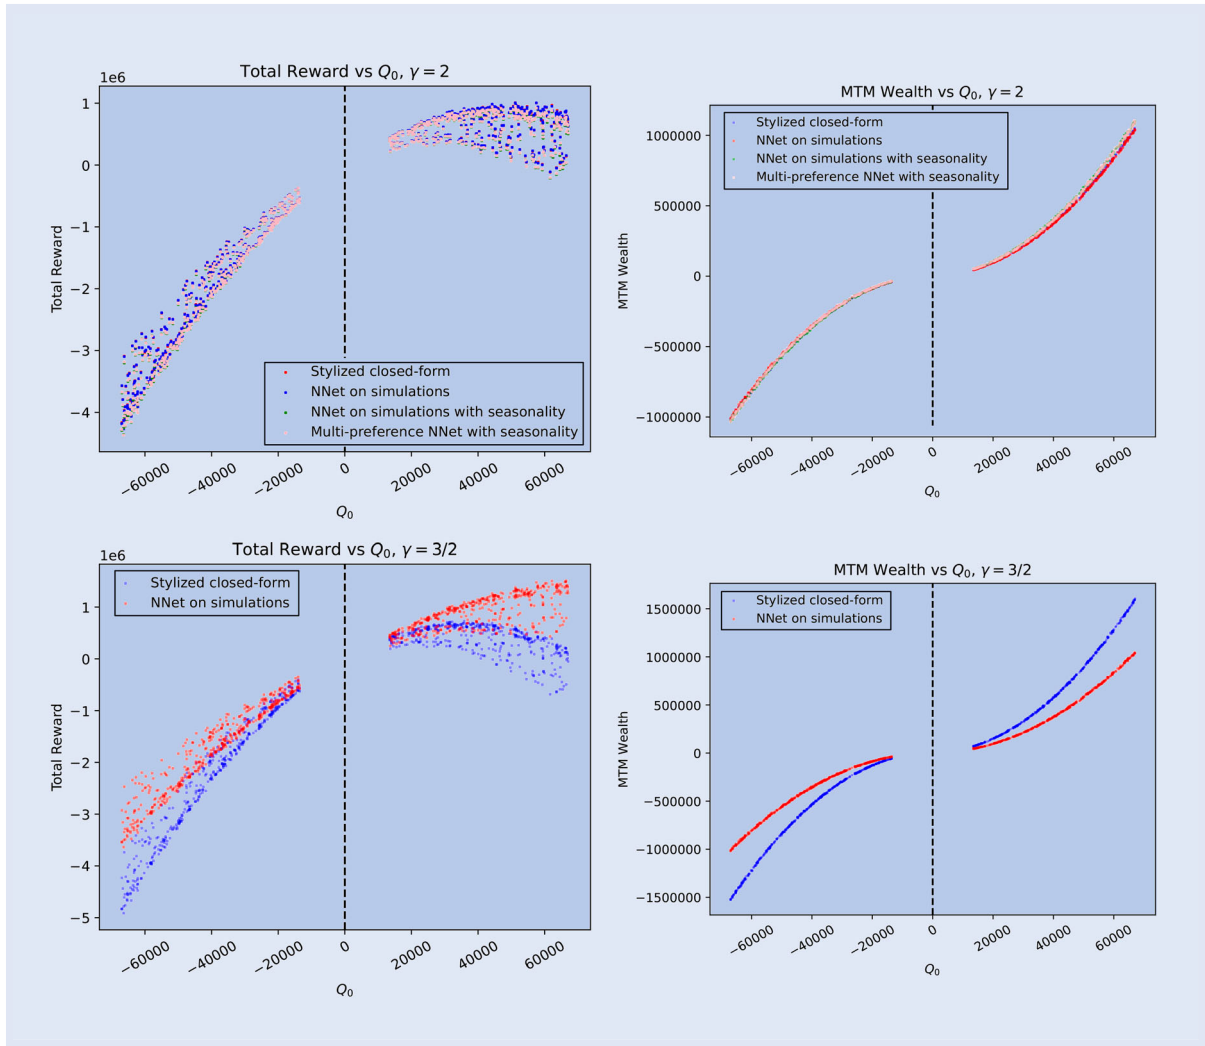 Total Reward vs Q₀, γ = 2
1e6
1
0
−1
−2
−3
−4
Total Reward
Stylized closed-form
NNet on simulations
NNet on simulations with seasonality
Multi-preference NNet with seasonality
−60000
−40000
−20000
0
20000
40000
60000
Q₀
MTM Wealth vs Q₀, γ = 2
Stylized closed-form
NNet on simulations
NNet on simulations with seasonality
Multi-preference NNet with seasonality
1000000
500000
0
−500000
−1000000
MTM Wealth
−60000
−40000
−20000
0
20000
40000
60000
Q₀
Total Reward vs Q₀, γ = 3/2
1e6
Stylized closed-form
NNet on simulations
1
0
−1
−2
−3
−4
−5
Total Reward
−60000
−40000
−20000
0
20000
40000
60000
Q₀
MTM Wealth vs Q₀, γ = 3/2
Stylized closed-form
NNet on simulations
1500000
1000000
500000
0
−500000
−1000000
−1500000
MTM Wealth
−60000
−40000
−20000
0
20000
40000
60000
Q₀